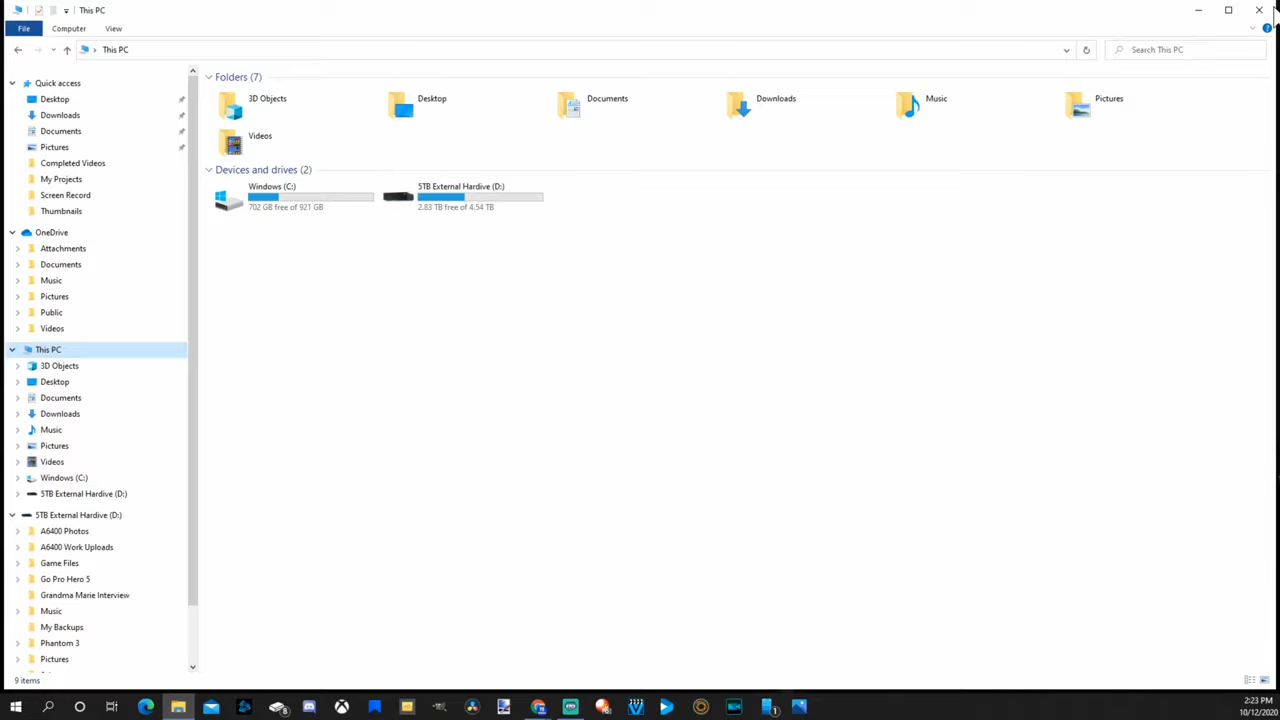 This PC
File
Computer
View
This PC
Search This PC
Quick access
Desktop
Downloads
Documents
Pictures
Completed Videos
My Projects
Screen Record
Thumbnails
OneDrive
Attachments
Documents
Music
Pictures
Public
Videos
This PC
3D Objects
Desktop
Documents
Downloads
Music
Pictures
Videos
Windows (C:)
5TB External Hardive (D:)
5TB External Hardive (D:)
A6400 Photos
A6400 Work Uploads
Game Files
Go Pro Hero 5
Grandma Marie Interview
Music
My Backups
Phantom 3
Pictures
Folders (7)
3D Objects
Desktop
Documents
Downloads
Music
Pictures
Videos
Devices and drives (2)
Windows (C:)
702 GB free of 921 GB
5TB External Hardive (D:)
2.83 TB free of 4.54 TB
9 items
2:23 PM
10/12/2020